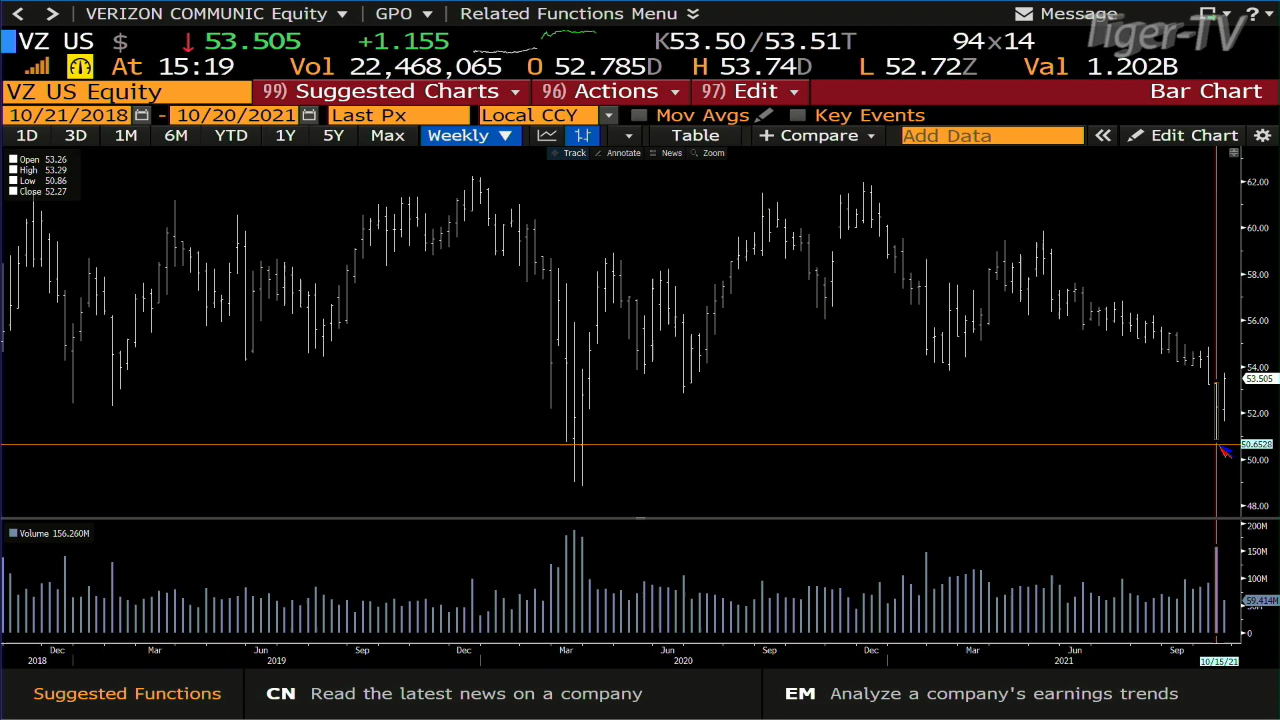 VERIZON COMMUNIC Equity GPO Related Functions Menu Message ?
Tiger-TV
VZ US $ 53.505 +1.155 K53.50/53.51T 94×14
At 15:19 Vol 22,468,065 O 52.785D H 53.74D L 52.72Z Val 1.202B
VZ US Equity 99) Suggested Charts 96) Actions 97) Edit Bar Chart
10/21/2018 - 10/20/2021 Last Px Local CCY Mov Avgs Key Events
1D 3D 1M 6M YTD 1Y 5Y Max Weekly Table + Compare Add Data « Edit Chart
Track Annotate News Zoom
Open 53.26
High 53.29
Low 50.86
Close 52.27
62.00
60.00
58.00
56.00
54.00
53.505
52.00
50.6528
50.00
48.00
Volume 156.260M
200M
150M
100M
59.414M
0
Dec Mar Jun Sep Dec Mar Jun Sep Dec Mar Jun Sep
2018 2019 2020 2021 10/15/21
Suggested Functions CN Read the latest news on a company EM Analyze a company's earnings trends